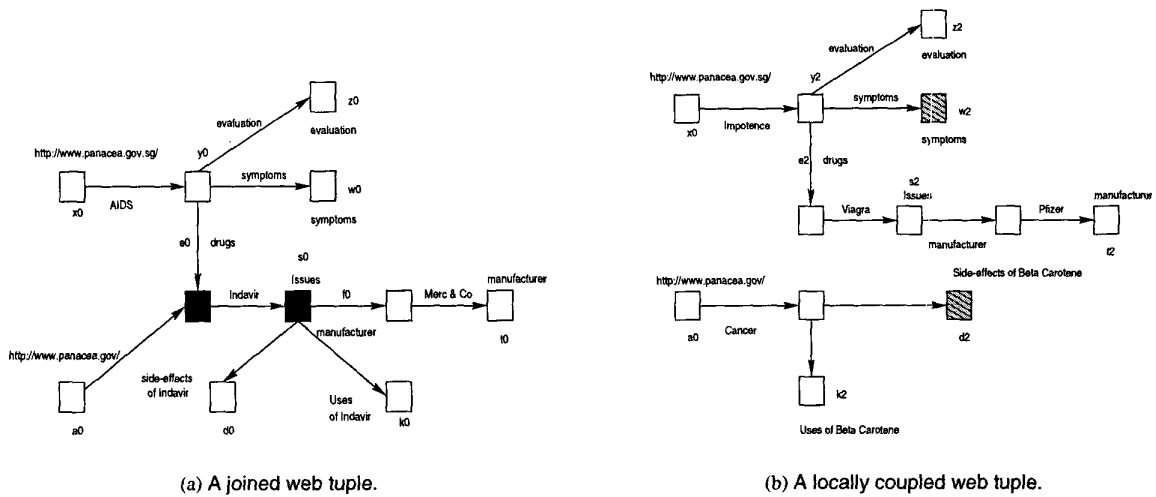 z0
evaluation
evaluation
http://www.panacea.gov.sg/
y0
symptoms
x0
AIDS
w0
symptoms
e0
drugs
s0
Issues
Indavir
f0
Merc & Co
manufacturer
t0
manufacturer
http://www.panacea.gov/
side-effects
of Indavir
Uses
of Indavir
a0
d0
k0
(a) A joined web tuple.
z2
evaluation
evaluation
http://www.panacea.gov.sg/
y2
symptoms
x0
Impotence
w2
symptoms
e2
drugs
s2
Issues
Viagra
Pfizer
manufacturer
manufacturer
t2
Side-effects of Beta Carotene
http://www.panacea.gov/
a0
Cancer
d2
k2
Uses of Beta Carotene
(b) A locally coupled web tuple.